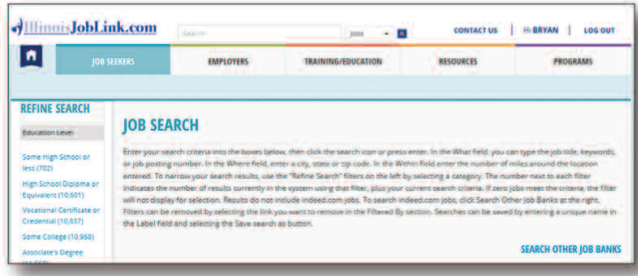 IllinoisJobLink.com
Search
Jobs
CONTACT US
Hi BRYAN
LOG OUT
JOB SEEKERS
EMPLOYERS
TRAINING/EDUCATION
RESOURCES
PROGRAMS
REFINE SEARCH
Education Level
Some High School or
less (702)
High School Diploma or
Equivalent (10,601)
Vocational Certificate or
Credential (10,837)
Some College (10,968)
Associate's Degree
JOB SEARCH
Enter your search criteria into the boxes below, then click the search icon or press enter. In the What field, you can type the job title, keywords,
or job posting number. In the Where field, enter a city, state or zip code. In the Within field enter the number of miles around the location
entered. To narrow your search results, use the "Refine Search" filters on the left by selecting a category. The number next to each filter
indicates the number of results currently in the system using that filter, plus your current search criteria. If zero jobs meet the criteria, the filter
will not display for selection. Results do not include indeed.com jobs. To search indeed.com jobs, click Search Other Job Banks at the right.
Filters can be removed by selecting the link you want to remove in the Filtered By section. Searches can be saved by entering a unique name in
the Label field and selecting the Save search as button.
SEARCH OTHER JOB BANKS